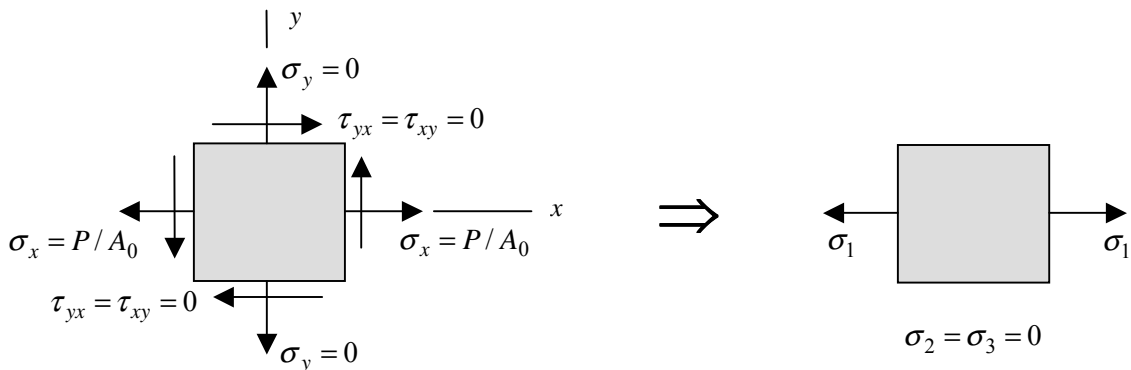 y
σ_y = 0
τ_yx = τ_xy = 0
x
σ_x = P / A_0
σ_x = P / A_0
τ_yx = τ_xy = 0
σ_y = 0
⇒
σ_1
σ_1
σ_2 = σ_3 = 0